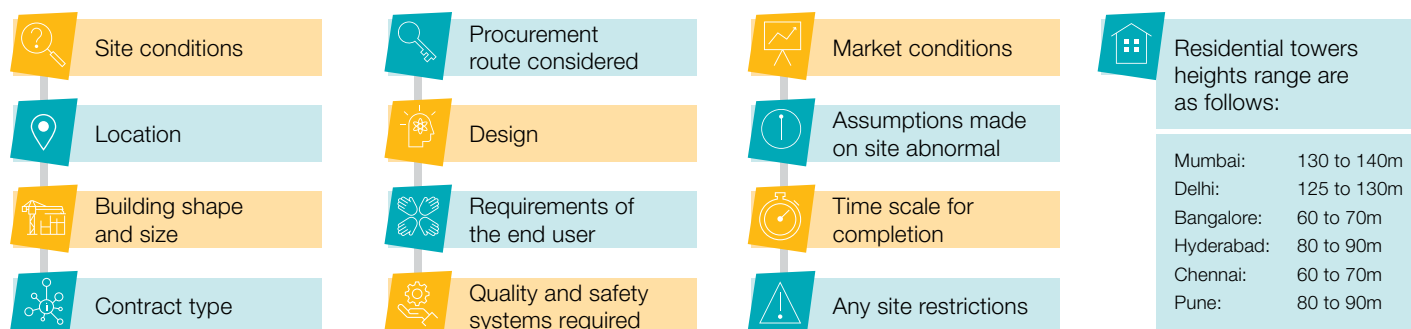 Site conditions
Location
Building shape
and size
Contract type
Procurement
route considered
Design
Requirements of
the end user
Quality and safety
systems required
Market conditions
Assumptions made
on site abnormal
Time scale for
completion
Any site restrictions
Residential towers
heights range are
as follows:
Mumbai: 130 to 140m
Delhi: 125 to 130m
Bangalore: 60 to 70m
Hyderabad: 80 to 90m
Chennai: 60 to 70m
Pune: 80 to 90m